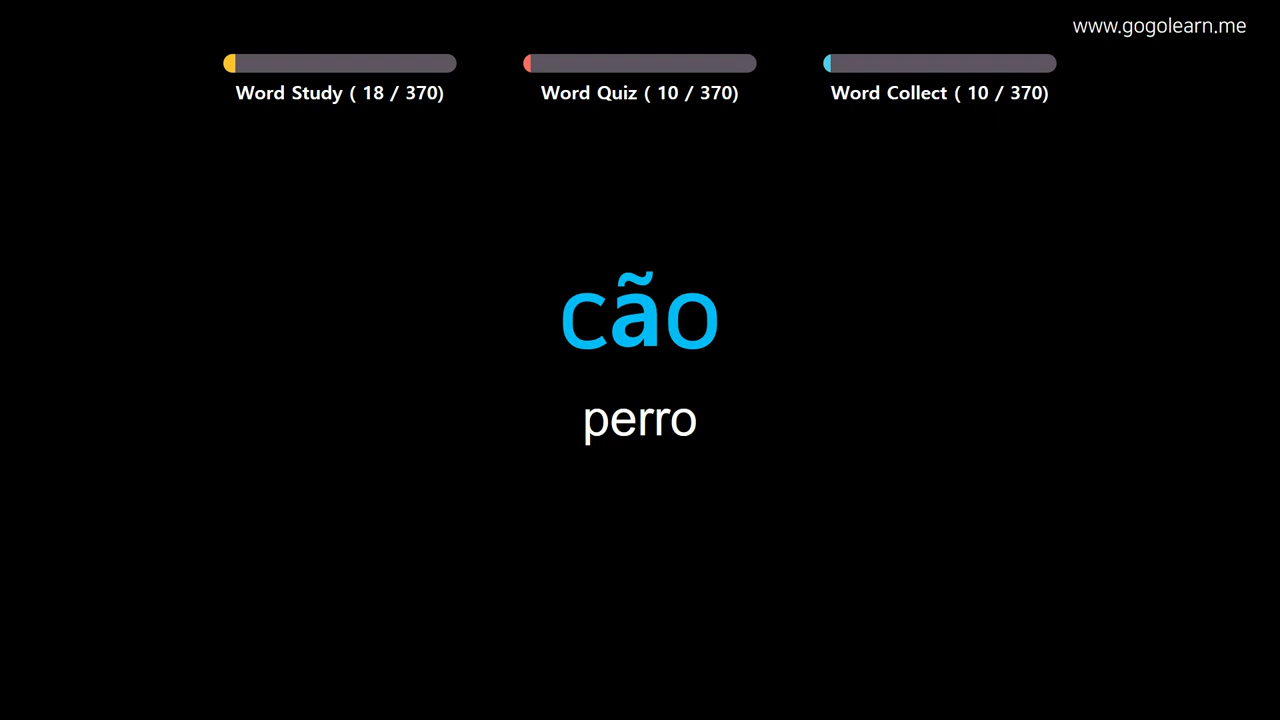 www.gogolearn.me
Word Study ( 18 / 370)
Word Quiz ( 10 / 370)
Word Collect ( 10 / 370)
cão
perro